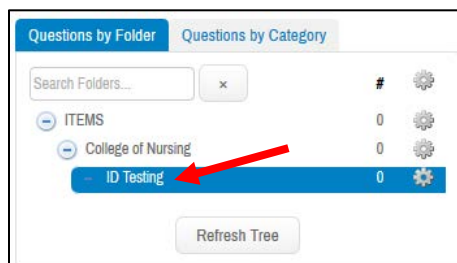 Questions by Folder Questions by Category
Search Folders... × #
ITEMS 0
College of Nursing 0
ID Testing 0
Refresh Tree